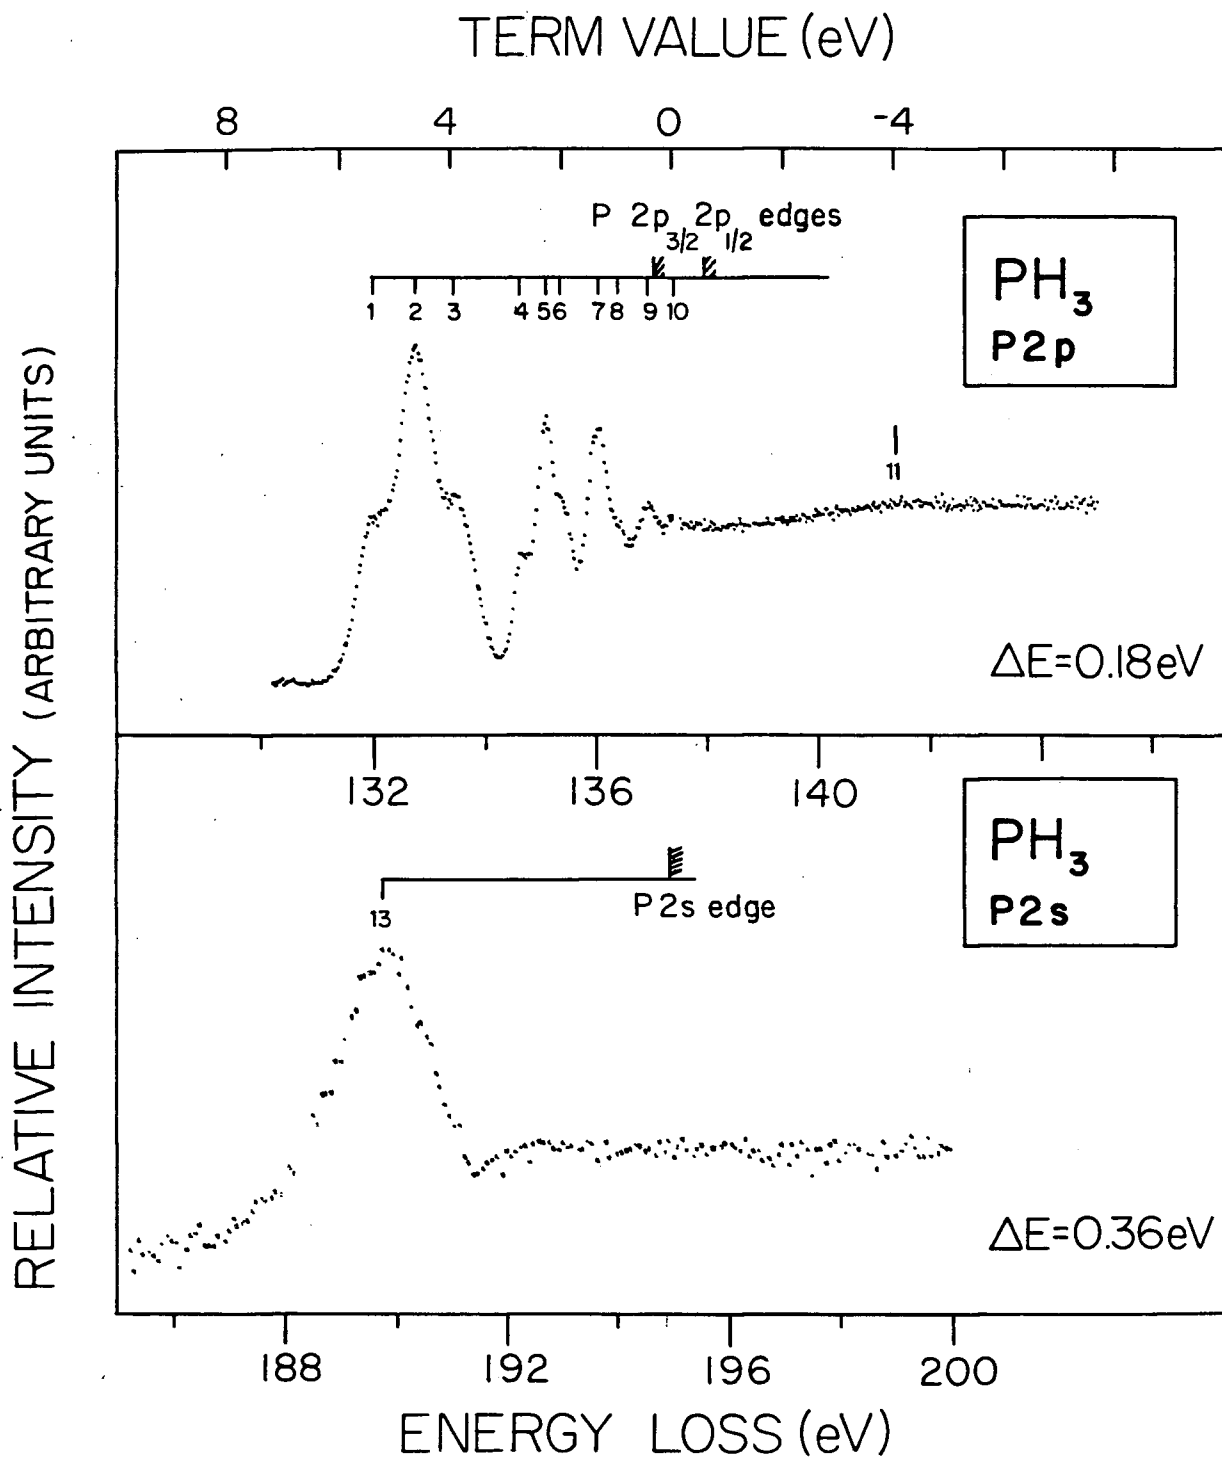 TERM VALUE (eV)
8 4 0 -4
P 2p3/2 2p1/2 edges
1 2 3 4 5 6 7 8 9 10
PH3
P2p
11
ΔE=0.18eV
132 136 140
PH3
P2s
P2s edge
13
ΔE=0.36eV
188 192 196 200
ENERGY LOSS (eV)
RELATIVE INTENSITY (ARBITRARY UNITS)